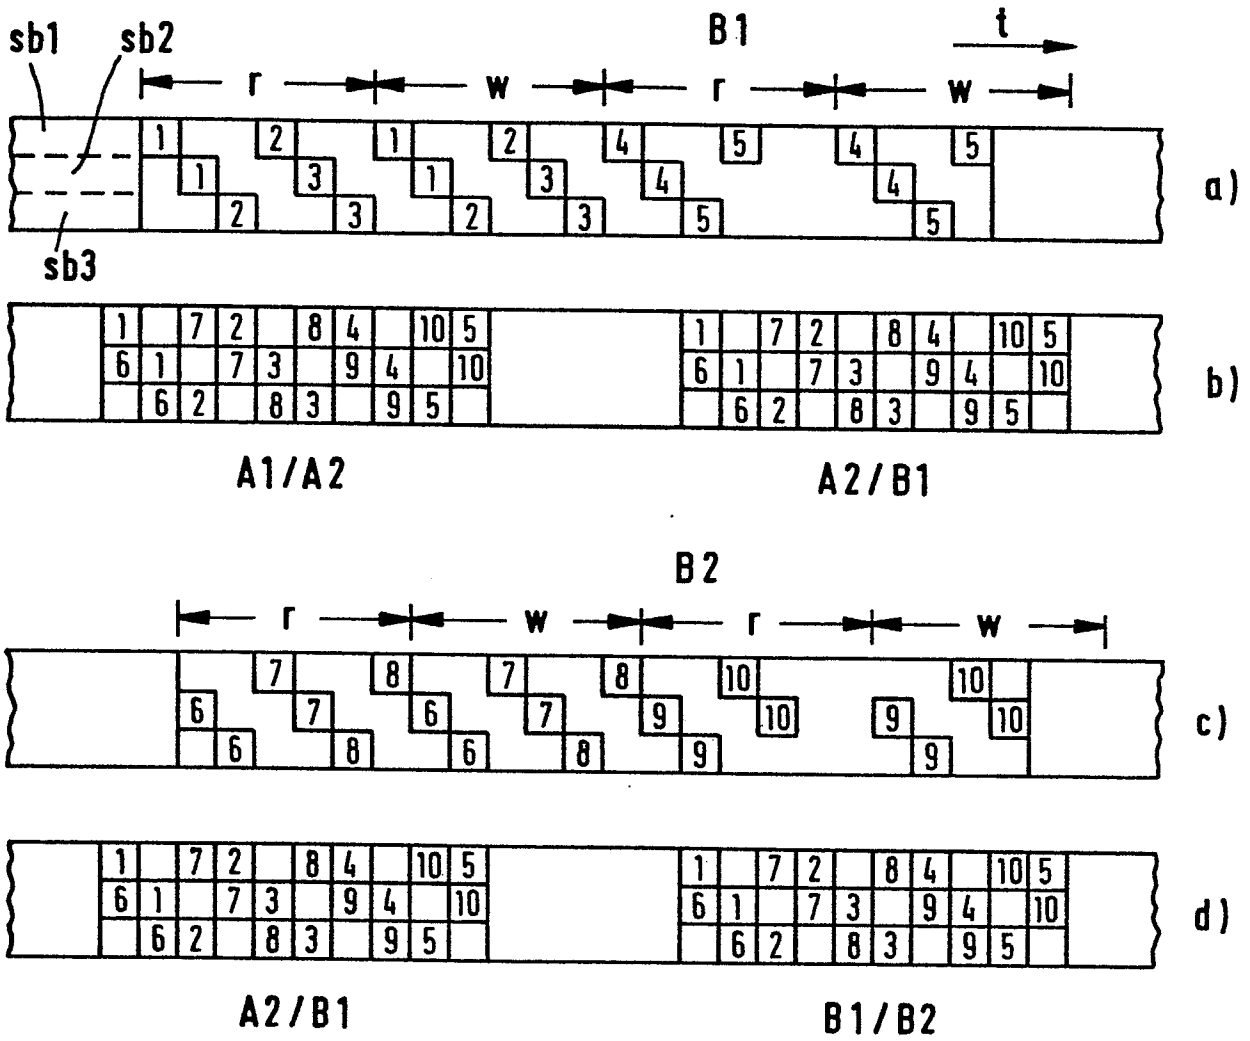 sb1 sb2 B1 t
r w r w
1 2 1 2 4 5 4 5
1 3 1 3 4 4
2 3 2 3 5 5
a)
sb3
1 7 2 8 4 10 5 1 7 2 8 4 10 5
6 1 7 3 9 4 10 6 1 7 3 9 4 10
6 2 8 3 9 5 6 2 8 3 9 5
b)
A1/A2 A2/B1
B2
r w r w
7 8 7 8 10 10
6 7 6 7 9 10 9 10
6 8 6 8 9 9
c)
1 7 2 8 4 10 5 1 7 2 8 4 10 5
6 1 7 3 9 4 10 6 1 7 3 9 4 10
6 2 8 3 9 5 6 2 8 3 9 5
d)
A2/B1 B1/B2